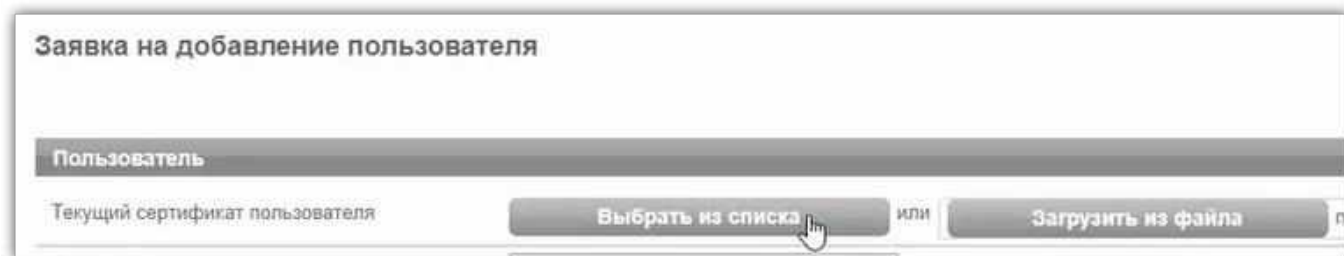 Заявка на добавление пользователя
Пользователь
Текущий сертификат пользователя Выбрать из списка или Загрузить из файла